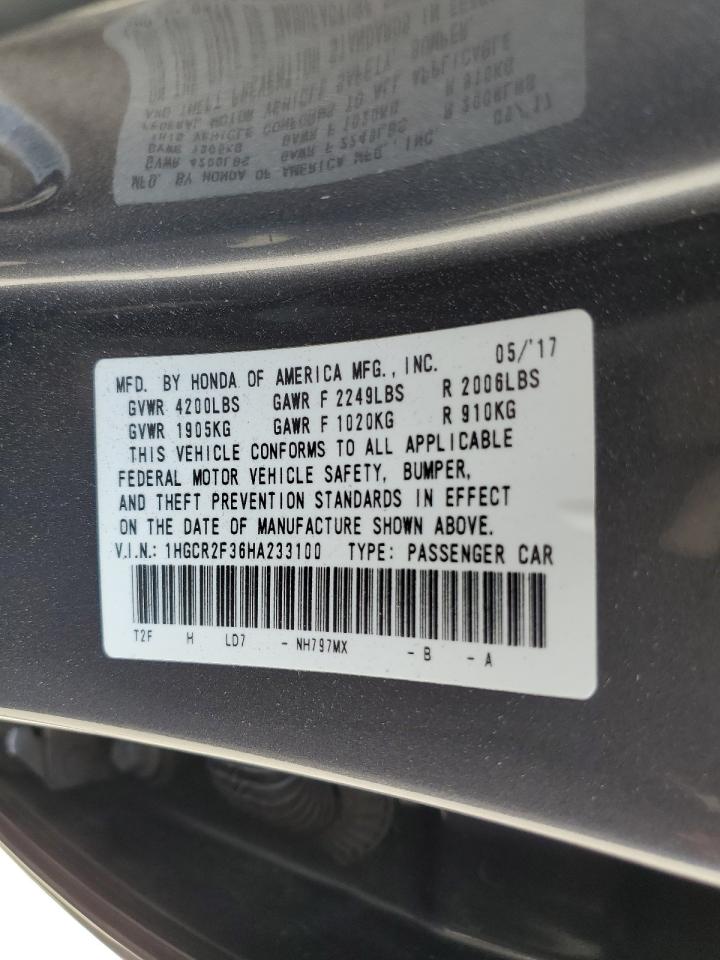 MFD. BY HONDA OF AMERICA MFG., INC. 05/'17
GVWR 4200LBS GAWR F 2249LBS R 2006LBS
GVWR 1905KG GAWR F 1020KG R 910KG
THIS VEHICLE CONFORMS TO ALL APPLICABLE
FEDERAL MOTOR VEHICLE SAFETY, BUMPER,
AND THEFT PREVENTION STANDARDS IN EFFECT
ON THE DATE OF MANUFACTURE SHOWN ABOVE.
V.I.N.: 1HGCR2F36HA233100 TYPE: PASSENGER CAR
T2F H LD7 - NH797MX - B - A